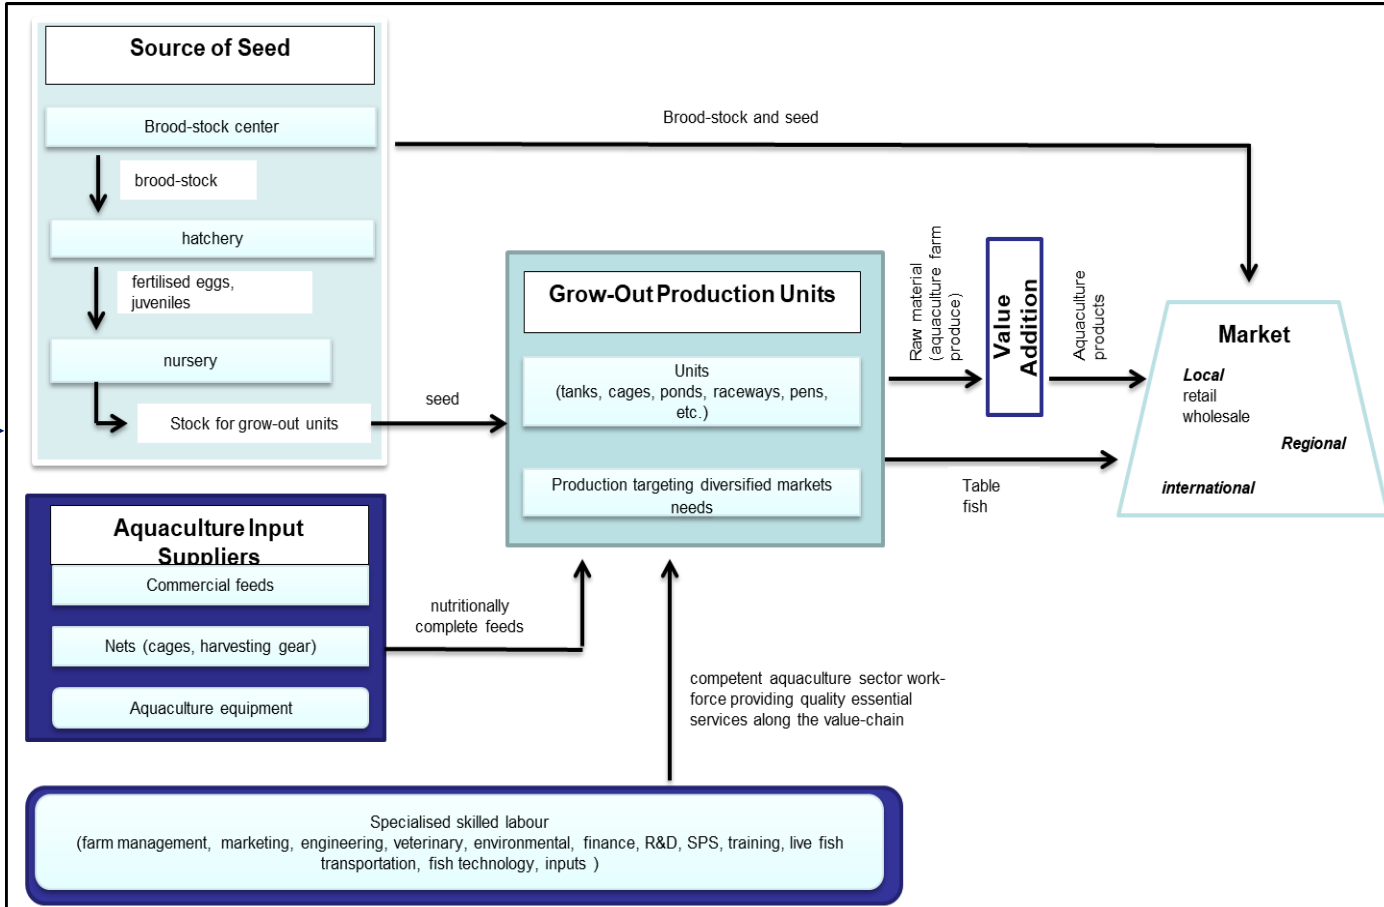 Source of Seed
Brood-stock center
brood-stock
hatchery
fertilised eggs,
juveniles
nursery
Stock for grow-out units
Brood-stock and seed
seed
Grow-Out Production Units
Units
(tanks, cages, ponds, raceways, pens,
etc.)
Production targeting diversified markets
needs
Raw material
(aquaculture farm
produce)
Value
Addition
Aquaculture
products
Table
fish
Market
Local
retail
wholesale
Regional
international
Aquaculture Input
Suppliers
Commercial feeds
Nets (cages, harvesting gear)
Aquaculture equipment
nutritionally
complete feeds
competent aquaculture sector work-
force providing quality essential
services along the value-chain
Specialised skilled labour
(farm management, marketing, engineering, veterinary, environmental, finance, R&D, SPS, training, live fish
transportation, fish technology, inputs )